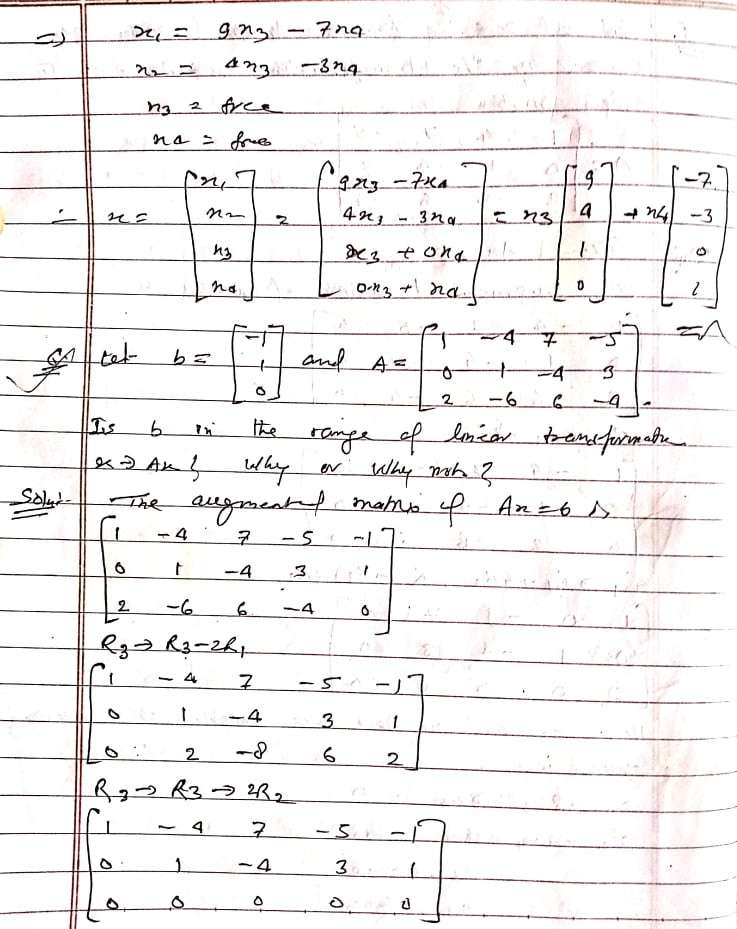 ⇒ x₁ = 9x₃ - 7x₄
x₂ = 4x₃ - 3x₄
x₃ = free
x₄ = free
∴ x = [x₁ x₂ x₃ x₄] = [9x₃ - 7x₄ 4x₃ - 3x₄ x₃ + 0x₄ 0x₃ + 1x₄] = x₃ [9 4 1 0] + x₄ [-7 -3 0 1]
Let b = [-1 1 0] and A = [1 -4 7 -5; 0 1 -4 3; 2 -6 6 -4].
Is b in the range of linear transformatn
x → Ax ? Why or Why not ?
Solu:- The augmented matrix of Ax = b is
1 -4 7 -5 -1
0 1 -4 3 1
2 -6 6 -4 0
R₃ → R₃ - 2R₁
1 -4 7 -5 -1
0 1 -4 3 1
0 2 -8 6 2
R₃ → R₃ → 2R₂
1 -4 7 -5 -1
0 1 -4 3 1
0 0 0 0 0